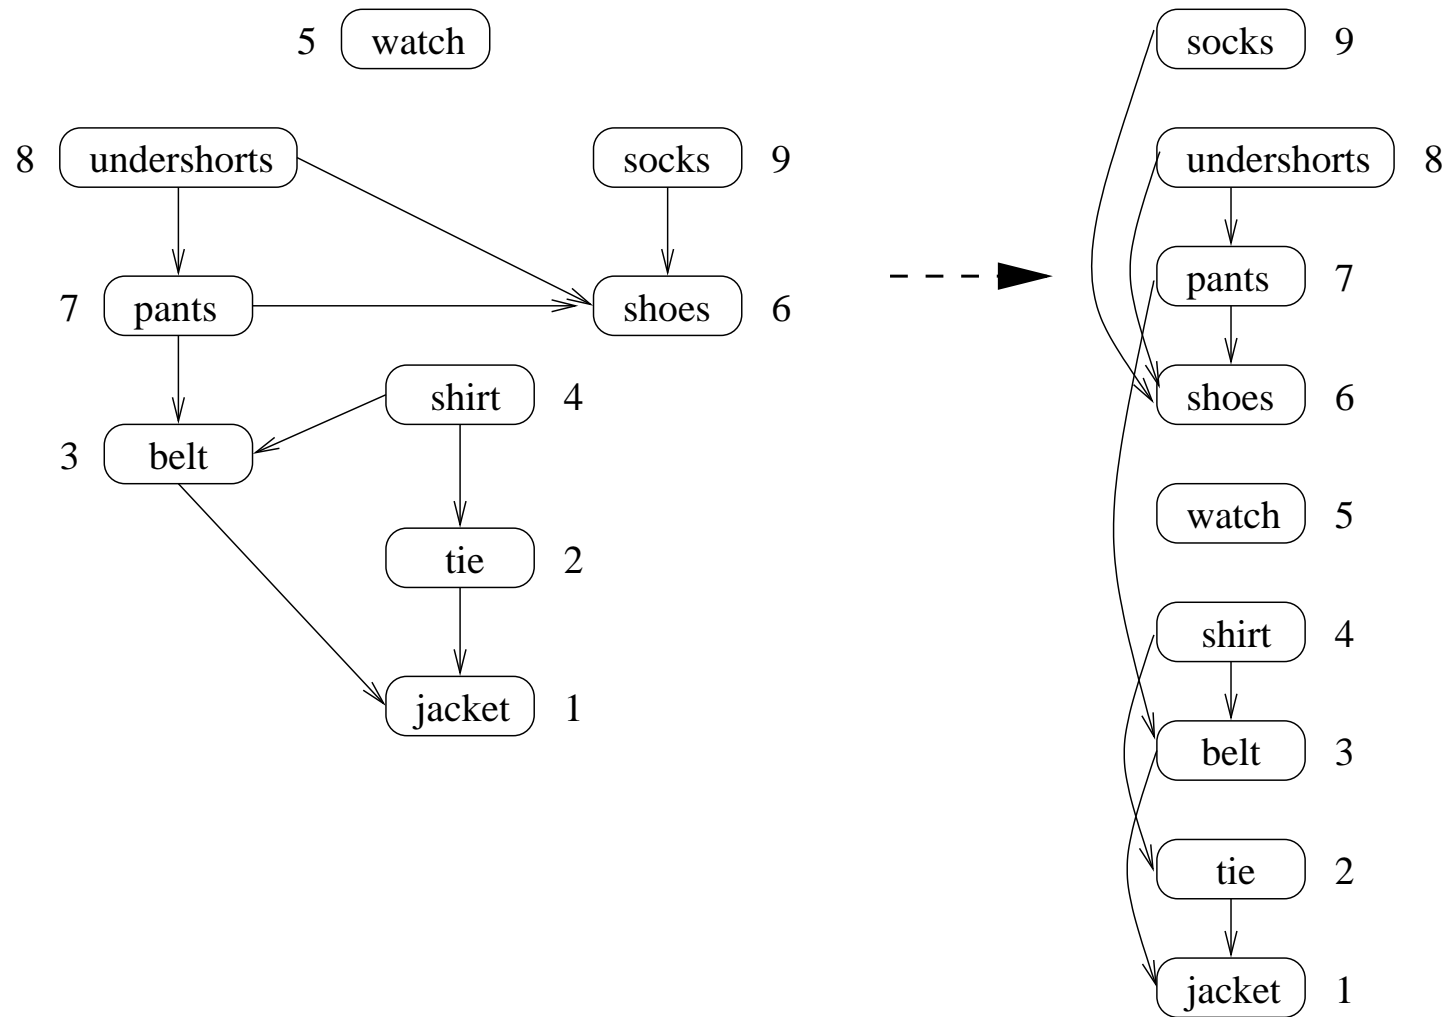 5 watch
8 undershorts
socks 9
7 pants
shoes 6
shirt 4
3 belt
tie 2
jacket 1
socks 9
undershorts 8
pants 7
shoes 6
watch 5
shirt 4
belt 3
tie 2
jacket 1